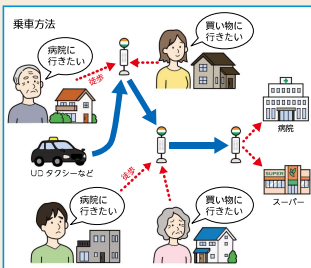 乗車方法
病院に
行きたい
買い物に
行きたい
徒歩
病院
UDタクシーなど
SUPER
スーパー
病院に
行きたい
徒歩
買い物に
行きたい